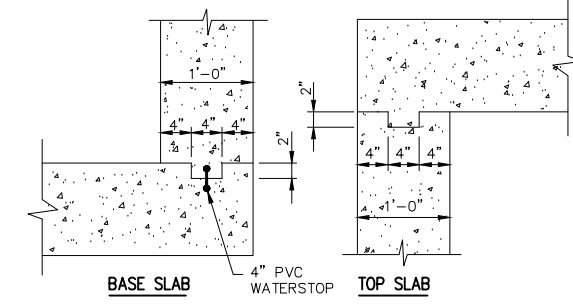 1'-0"
4" 4" 4"
2"
2"
4" 4" 4"
1'-0"
BASE SLAB
4" PVC
WATERSTOP
TOP SLAB